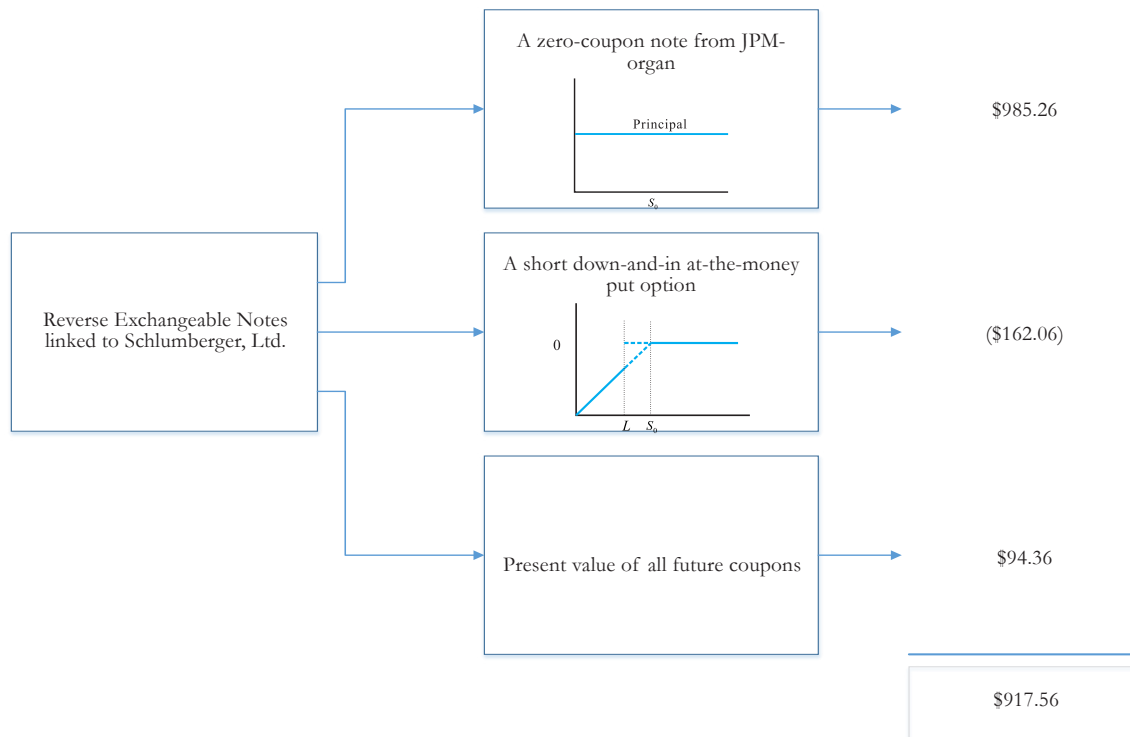 A zero-coupon note from JPM-
organ
Principal
S₀
$985.26
Reverse Exchangeable Notes
linked to Schlumberger, Ltd.
A short down-and-in at-the-money
put option
0
L S₀
($162.06)
Present value of all future coupons
$94.36
$917.56